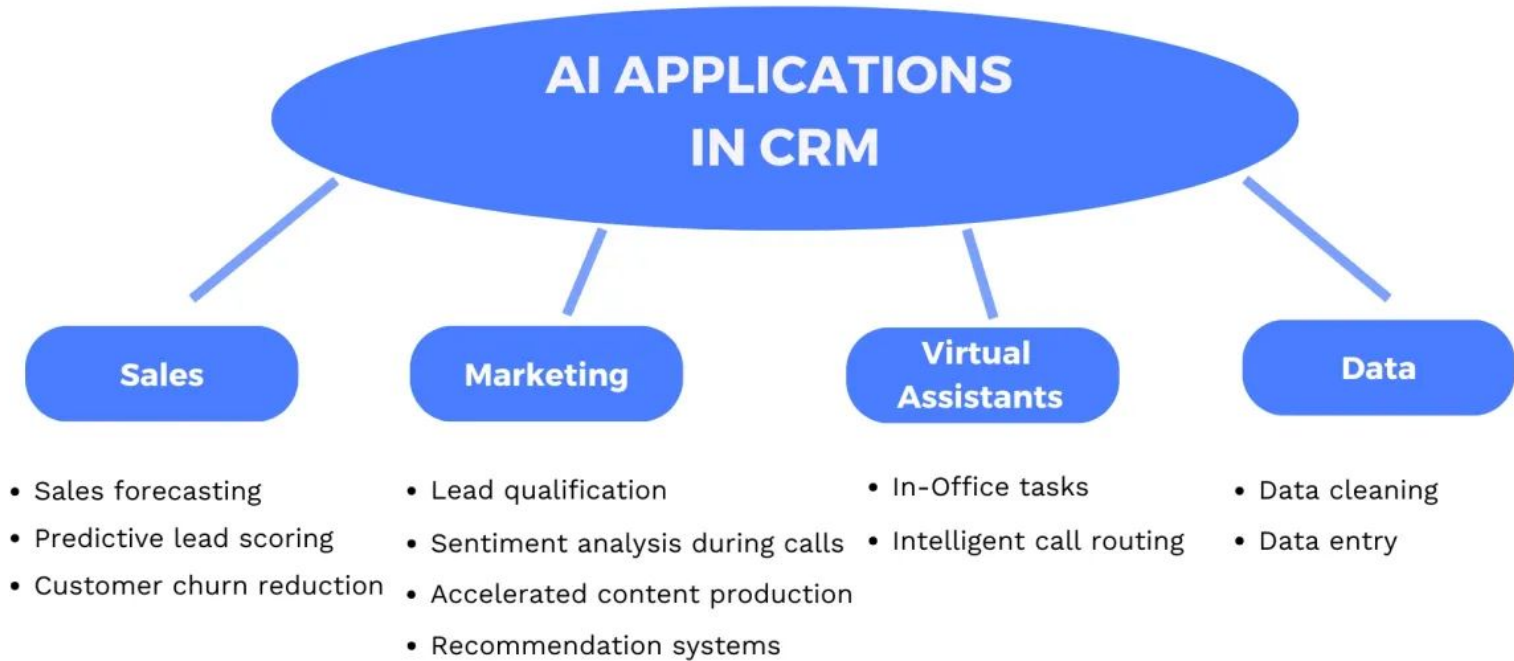 AI APPLICATIONS
IN CRM
Sales
Marketing
Virtual
Assistants
Data
• Sales forecasting
• Predictive lead scoring
• Customer churn reduction
• Lead qualification
• Sentiment analysis during calls
• Accelerated content production
• Recommendation systems
• In-Office tasks
• Intelligent call routing
• Data cleaning
• Data entry